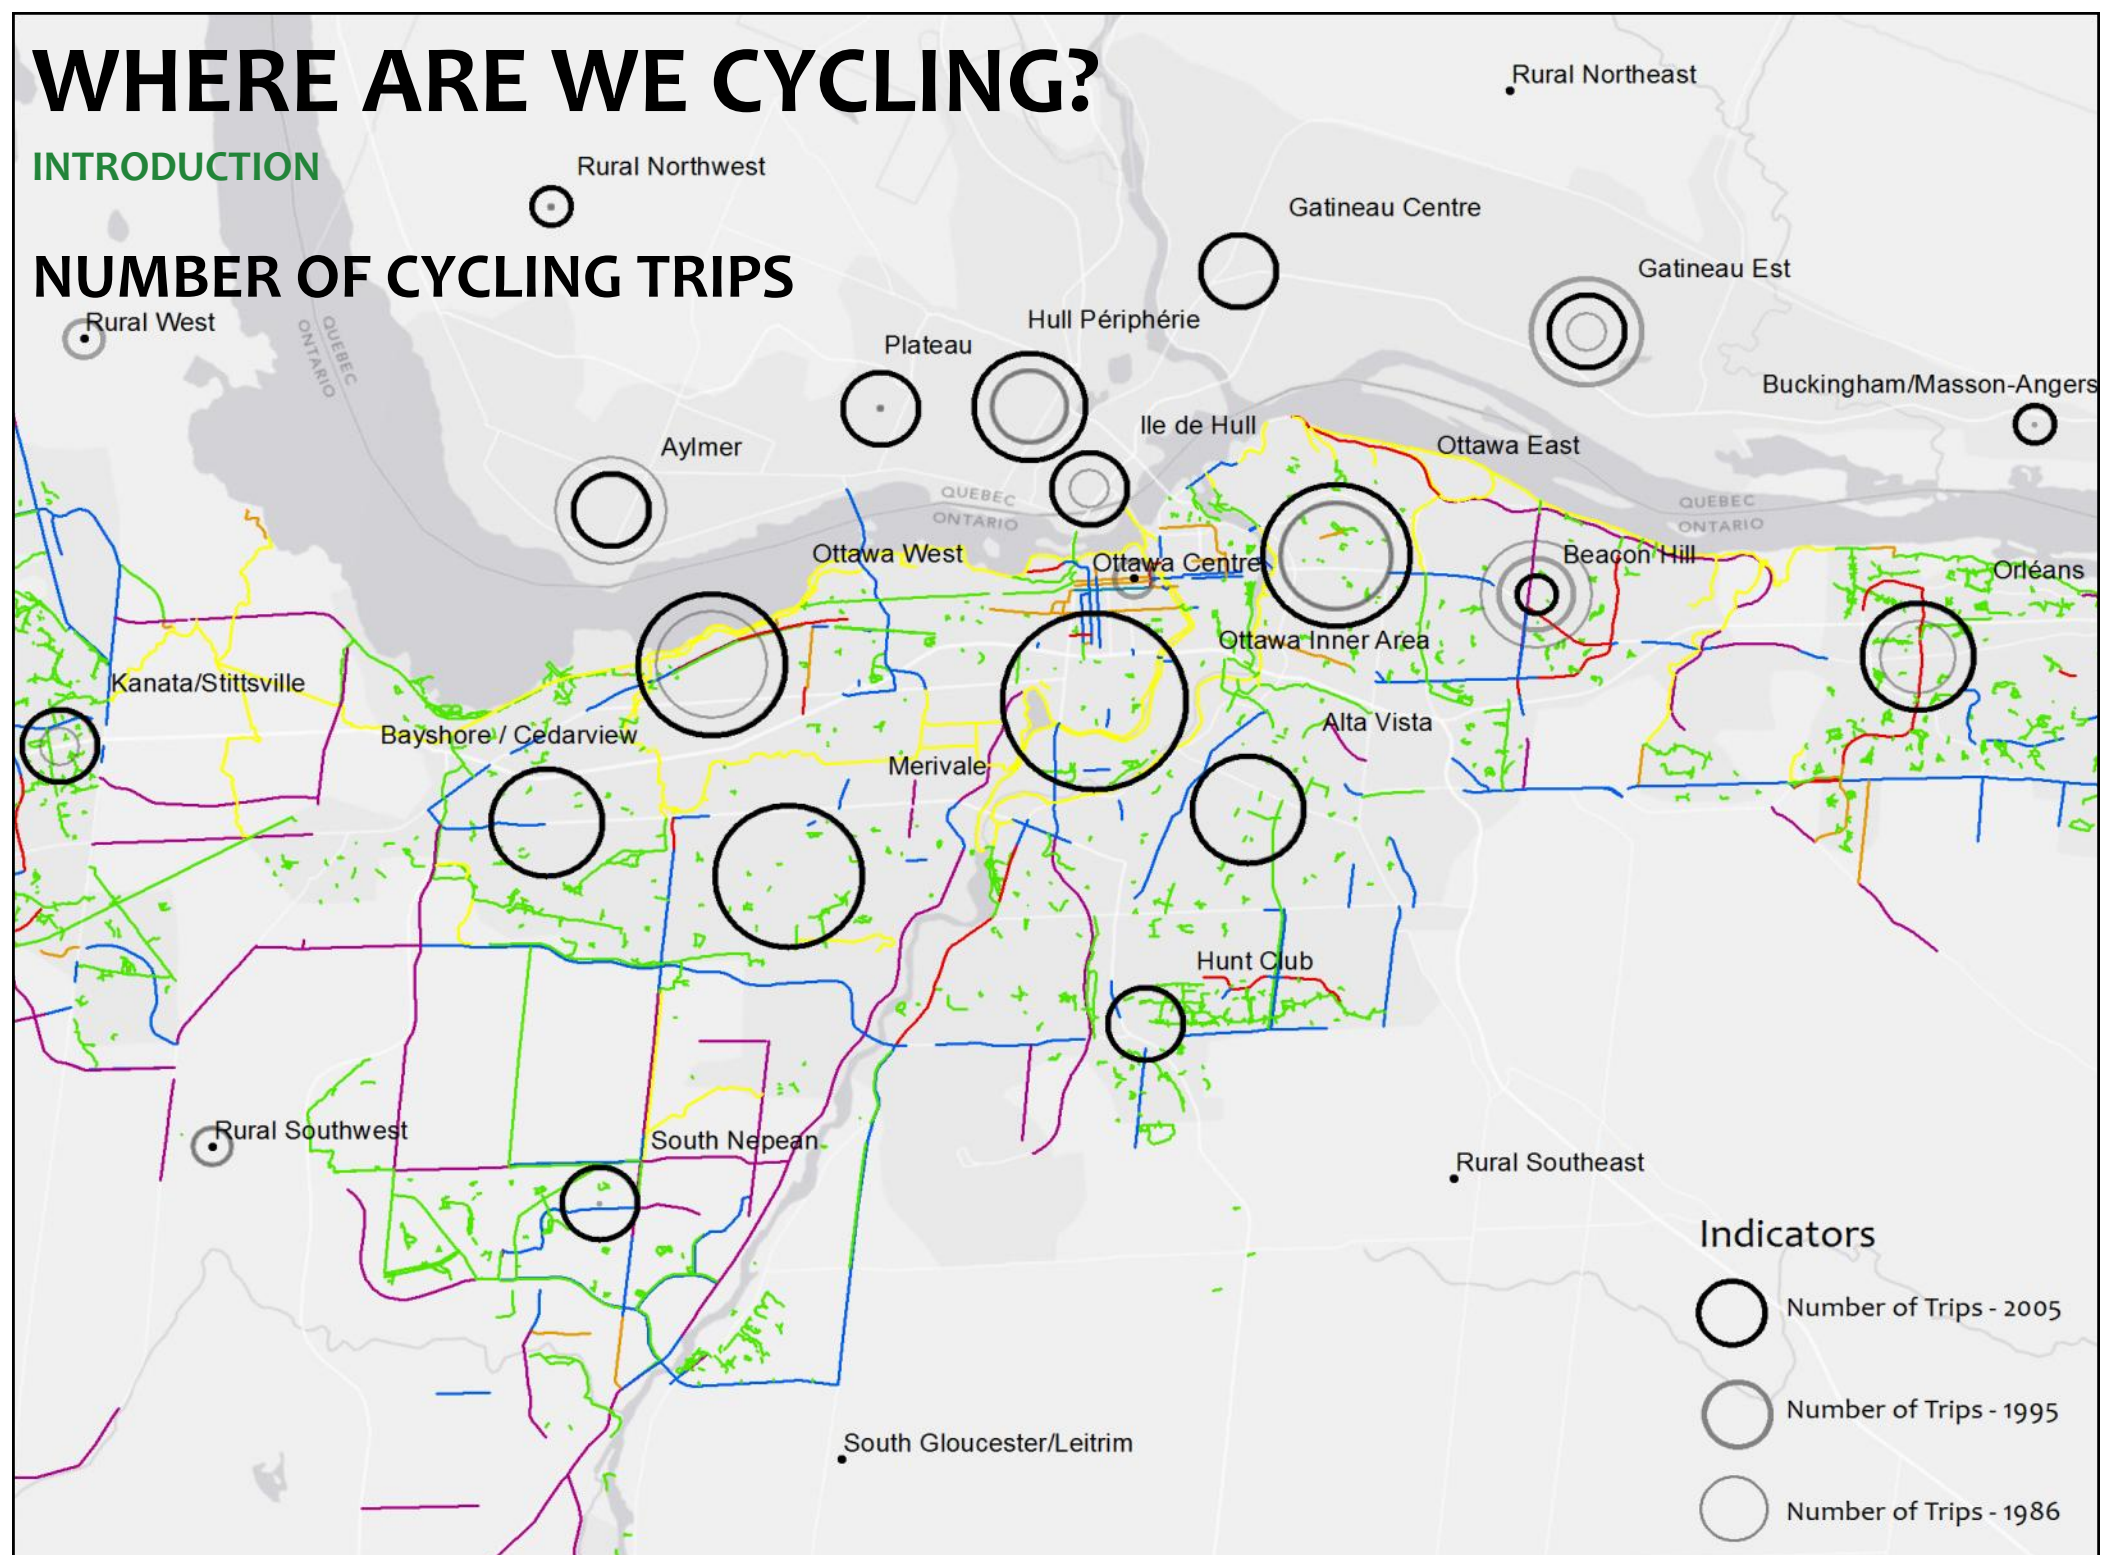 WHERE ARE WE CYCLING?
INTRODUCTION
NUMBER OF CYCLING TRIPS
Rural Northeast
Rural Northwest
Gatineau Centre
Gatineau Est
Hull Périphérie
Rural West
QUEBEC
ONTARIO
Plateau
Buckingham/Masson-Angers
Ile de Hull
Aylmer
Ottawa East
QUEBEC
ONTARIO
QUEBEC
ONTARIO
Ottawa West
Ottawa Centre
Beacon Hill
Orléans
Ottawa Inner Area
Kanata/Stittsville
Alta Vista
Bayshore / Cedarview
Merivale
Hunt Club
Rural Southwest
South Nepean
Rural Southeast
Indicators
Number of Trips - 2005
Number of Trips - 1995
South Gloucester/Leitrim
Number of Trips - 1986